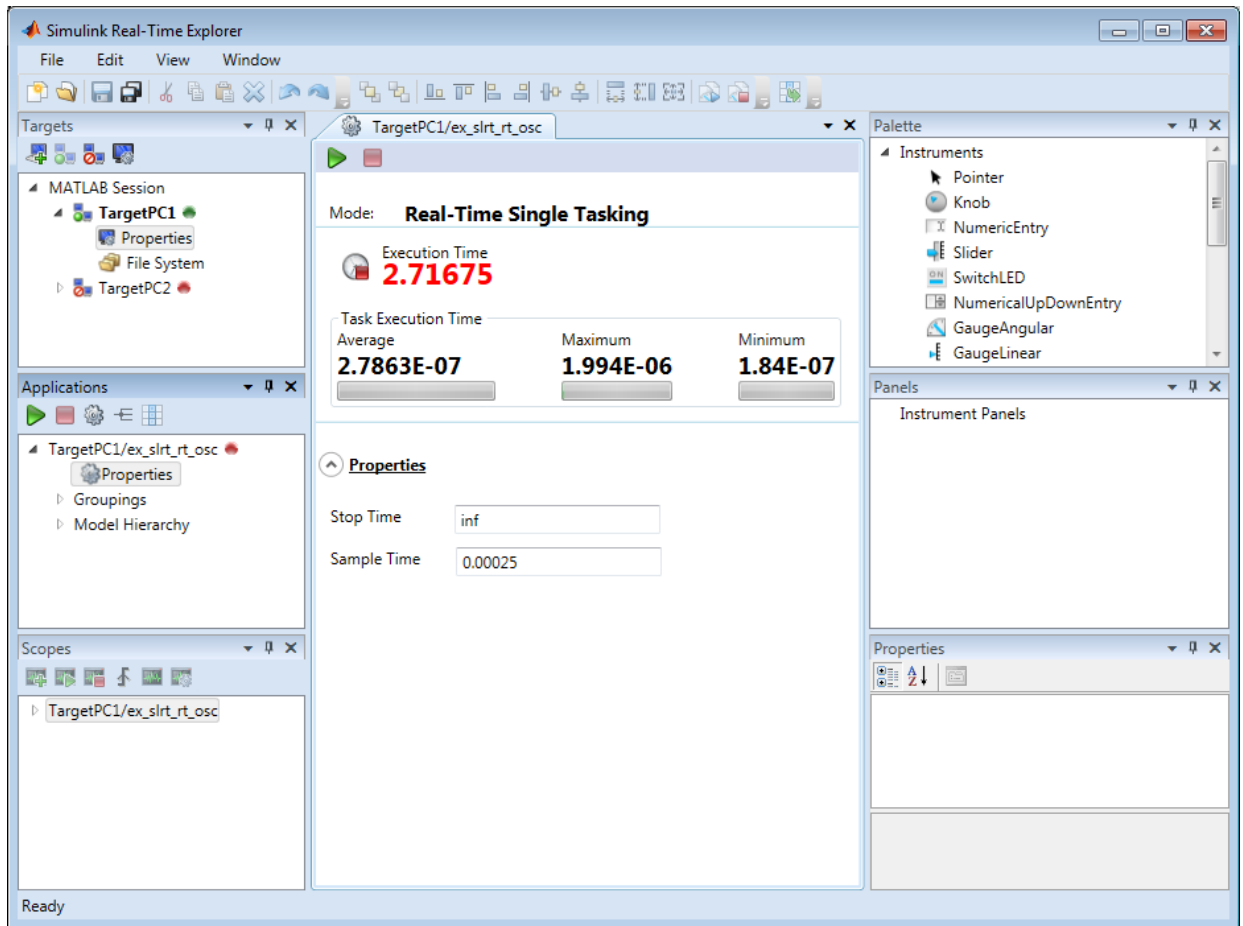 Simulink Real-Time Explorer
File Edit View Window
Targets
MATLAB Session
TargetPC1
Properties
File System
TargetPC2
Applications
TargetPC1/ex_slrt_rt_osc
Properties
Groupings
Model Hierarchy
Scopes
TargetPC1/ex_slrt_rt_osc
TargetPC1/ex_slrt_rt_osc
Mode: Real-Time Single Tasking
Execution Time
2.71675
Task Execution Time
Average Maximum Minimum
2.7863E-07 1.994E-06 1.84E-07
Properties
Stop Time inf
Sample Time 0.00025
Palette
Instruments
Pointer
Knob
NumericEntry
Slider
ON SwitchLED
NumericalUpDownEntry
GaugeAngular
GaugeLinear
Panels
Instrument Panels
Properties
A
Z
Ready